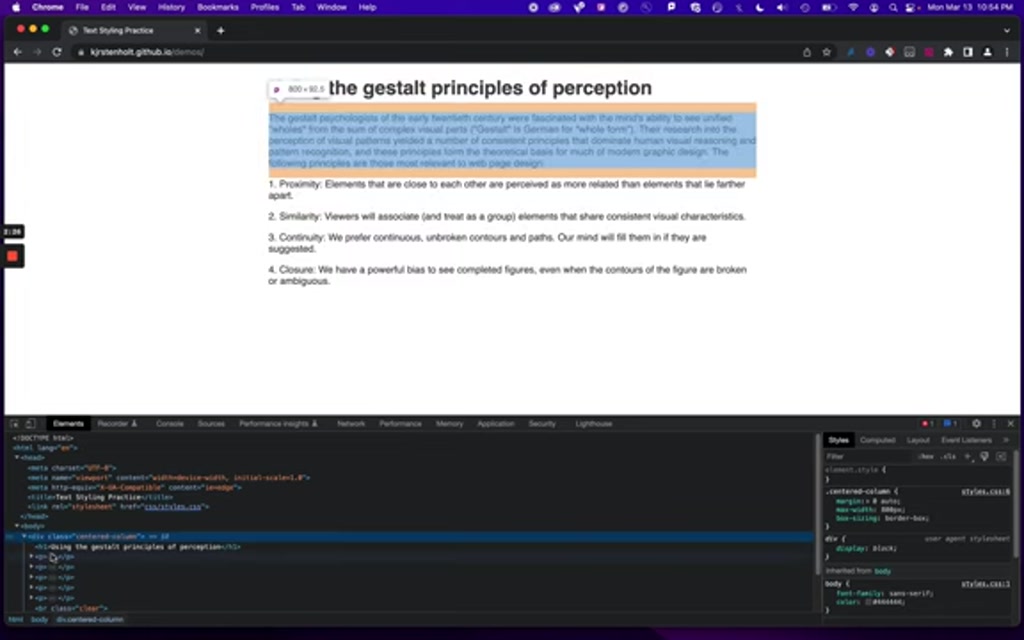 Chrome File Edit View History Bookmarks Profiles Tab Window Help Mon Mar 13 10:54 PM
Text Styling Practice
kjrstenholt.github.io/demos/
p 800 × 92.5
the gestalt principles of perception
The gestalt psychologists of the early twentieth century were fascinated with the mind's ability to see unified
"wholes" from the sum of complex visual parts ("Gestalt" is German for "whole form"). Their research into the
perception of visual patterns yielded a number of consistent principles that dominate human visual reasoning and
pattern recognition, and these principles form the theoretical basis for much of modern graphic design. The
following principles are those most relevant to web page design:
1. Proximity: Elements that are close to each other are perceived as more related than elements that lie farther
apart.
2. Similarity: Viewers will associate (and treat as a group) elements that share consistent visual characteristics.
3. Continuity: We prefer continuous, unbroken contours and paths. Our mind will fill them in if they are
suggested.
4. Closure: We have a powerful bias to see completed figures, even when the contours of the figure are broken
or ambiguous.
Elements Recorder Console Sources Performance insights Network Performance Memory Application Security Lighthouse
<!DOCTYPE html>
<html lang="en">
<head>
<meta charset="UTF-8">
<meta name="viewport" content="width=device-width, initial-scale=1.0">
<meta http-equiv="X-UA-Compatible" content="ie=edge">
<title>Text Styling Practice</title>
<link rel="stylesheet" href="css/styles.css">
</head>
<body>
<div class="centered-column"> == $0
<h1>Using the gestalt principles of perception</h1>
<p>…</p>
<p>…</p>
<p>…</p>
<p>…</p>
<p>…</p>
<br class="clear">
html body div.centered-column
Styles Computed Layout Event Listeners
Filter :hov .cls
element.style {
}
.centered-column { styles.css:6
margin: 0 auto;
max-width: 800px;
box-sizing: border-box;
}
div { user agent stylesheet
display: block;
}
Inherited from body
body { styles.css:1
font-family: sans-serif;
color: #444444;
}